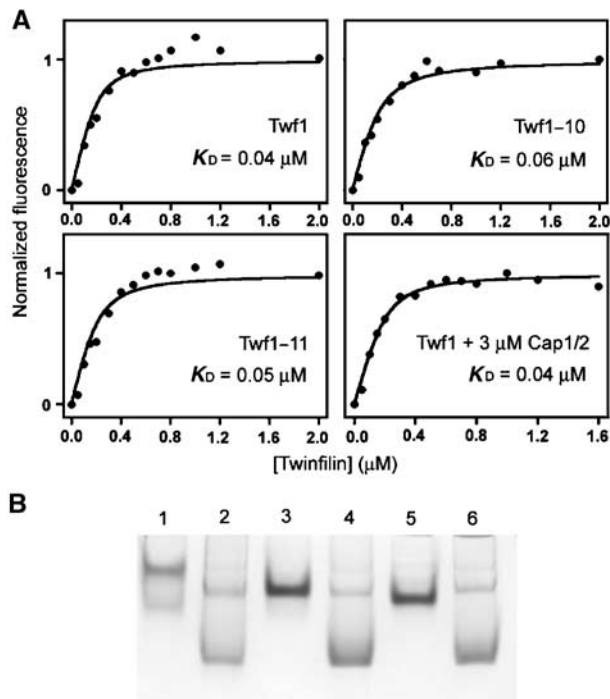 A
Normalized fluorescence
1
0
Twf1
KD = 0.04 µM
0.0 0.4 0.8 1.2 1.6 2.0
Twf1–10
KD = 0.06 µM
0.0 0.4 0.8 1.2 1.6 2.0
1
0
Twf1–11
KD = 0.05 µM
0.0 0.4 0.8 1.2 1.6 2.0
Twf1 + 3 µM Cap1/2
KD = 0.04 µM
0.0 0.4 0.8 1.2 1.6
[Twinfilin] (µM)
B
1 2 3 4 5 6